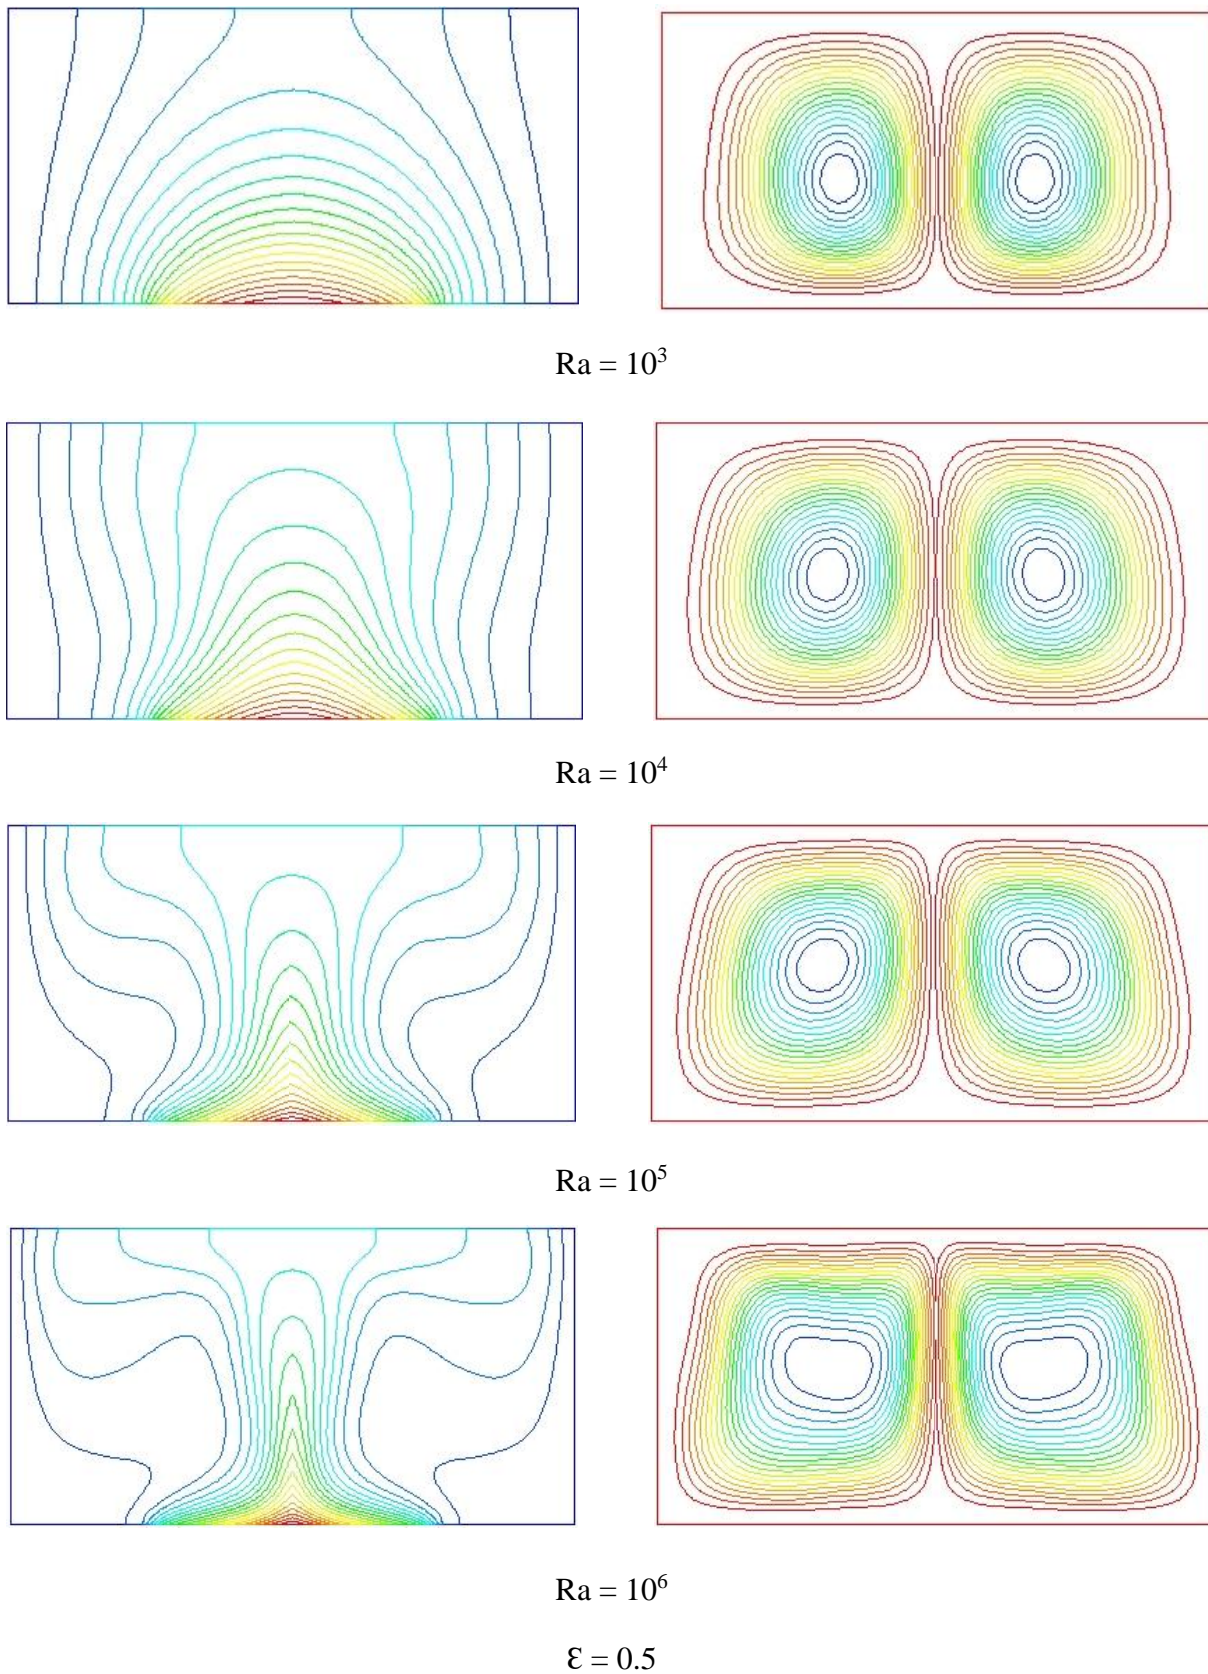 Ra = 10³
Ra = 10⁴
Ra = 10⁵
Ra = 10⁶
Ɛ = 0.5